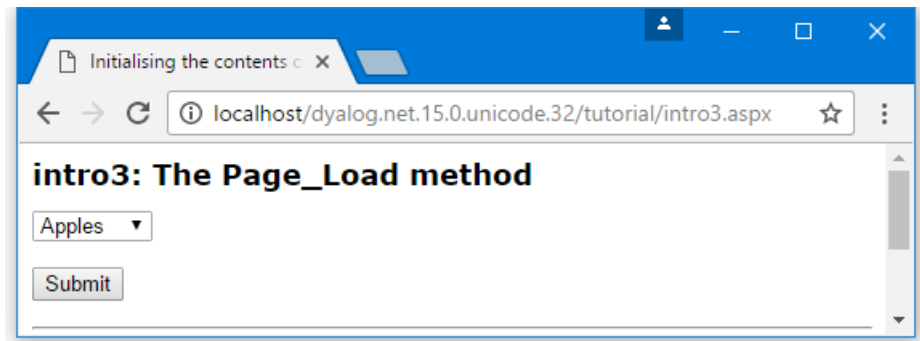 Initialising the contents o
localhost/dyalog.net.15.0.unicode.32/tutorial/intro3.aspx
intro3: The Page_Load method
Apples
Submit